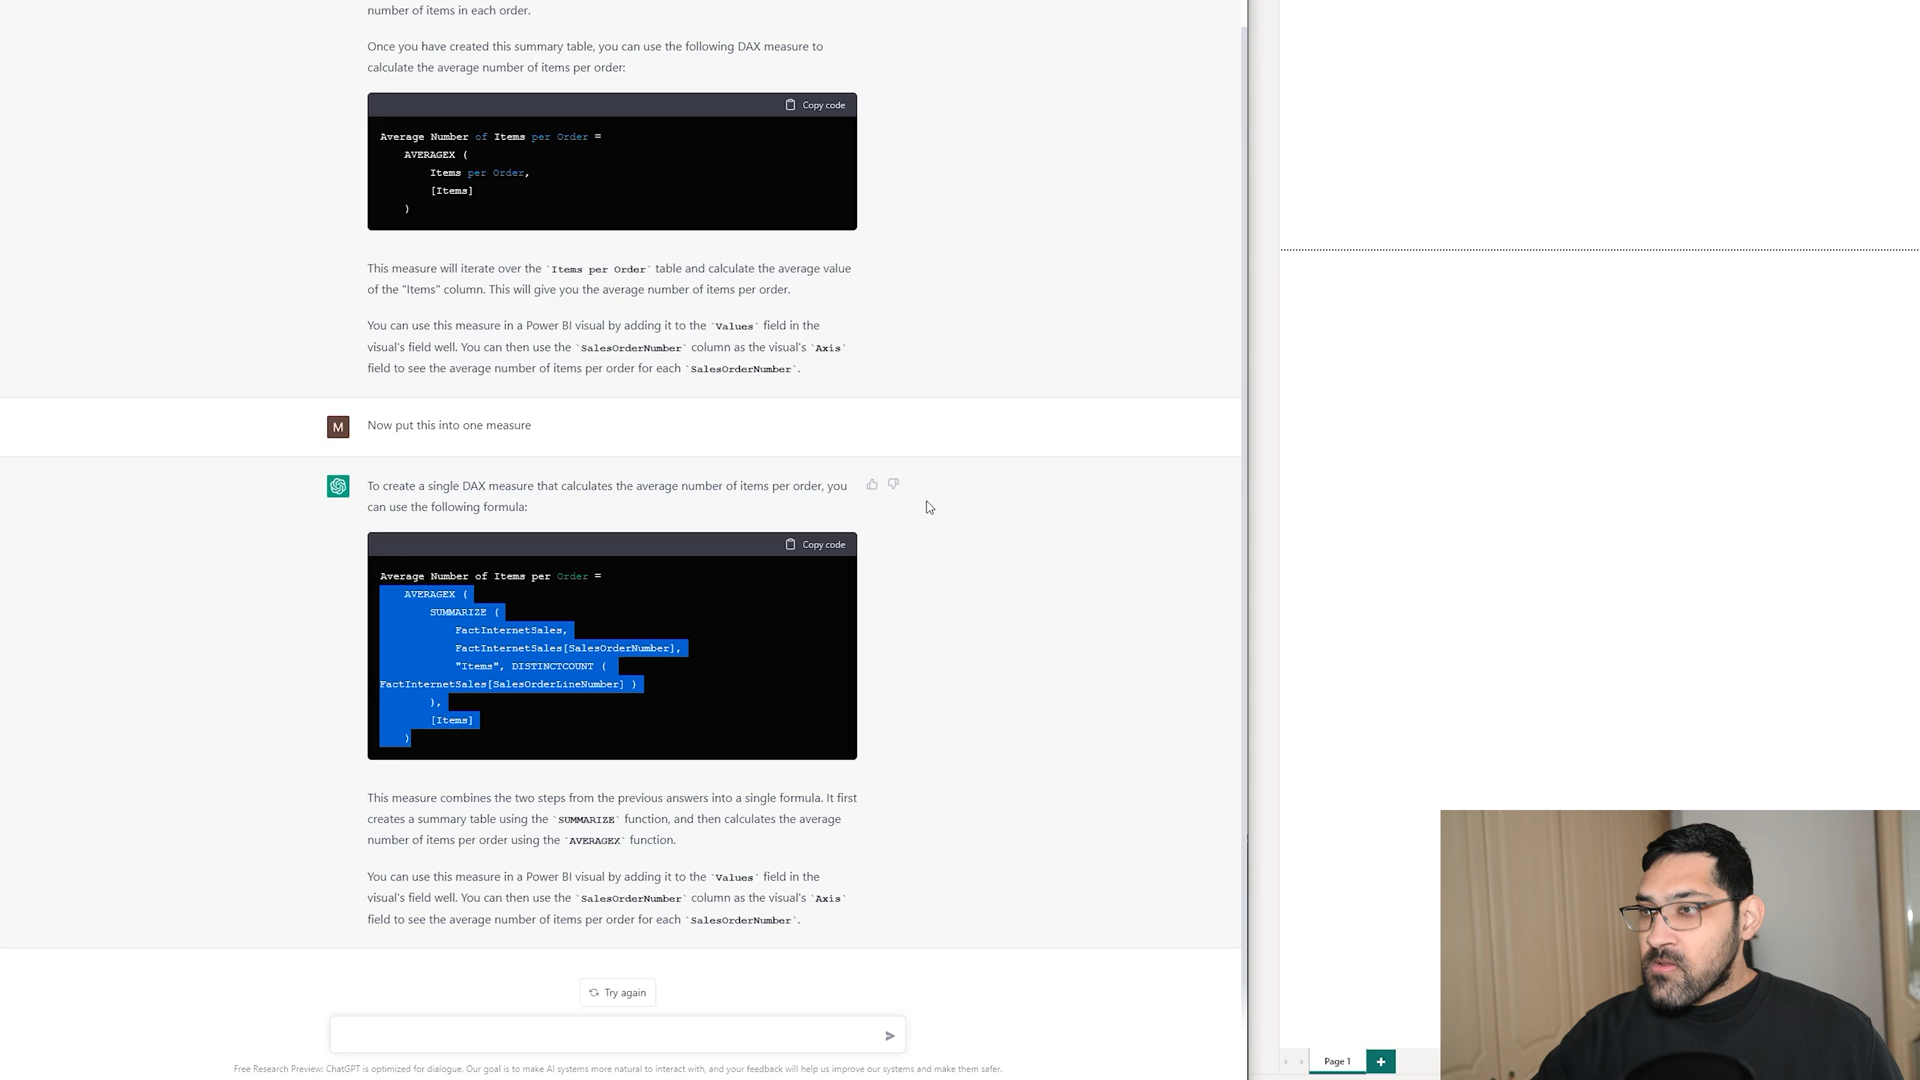 number of items in each order.
Once you have created this summary table, you can use the following DAX measure to
calculate the average number of items per order:
Copy code
Average Number of Items per Order =
AVERAGEX (
Items per Order,
[Items]
)
This measure will iterate over the `Items per Order` table and calculate the average value
of the "Items" column. This will give you the average number of items per order.
You can use this measure in a Power BI visual by adding it to the `Values` field in the
visual's field well. You can then use the `SalesOrderNumber` column as the visual's `Axis`
field to see the average number of items per order for each `SalesOrderNumber`.
M
Now put this into one measure
To create a single DAX measure that calculates the average number of items per order, you
can use the following formula:
Copy code
Average Number of Items per Order =
AVERAGEX (
SUMMARIZE (
FactInternetSales,
FactInternetSales[SalesOrderNumber],
"Items", DISTINCTCOUNT (
FactInternetSales[SalesOrderLineNumber] )
),
[Items]
)
This measure combines the two steps from the previous answers into a single formula. It first
creates a summary table using the `SUMMARIZE` function, and then calculates the average
number of items per order using the `AVERAGEX` function.
You can use this measure in a Power BI visual by adding it to the `Values` field in the
visual's field well. You can then use the `SalesOrderNumber` column as the visual's `Axis`
field to see the average number of items per order for each `SalesOrderNumber`.
Try again
Free Research Preview: ChatGPT is optimized for dialogue. Our goal is to make AI systems more natural to interact with, and your feedback will help us improve our systems and make them safer.
Page 1